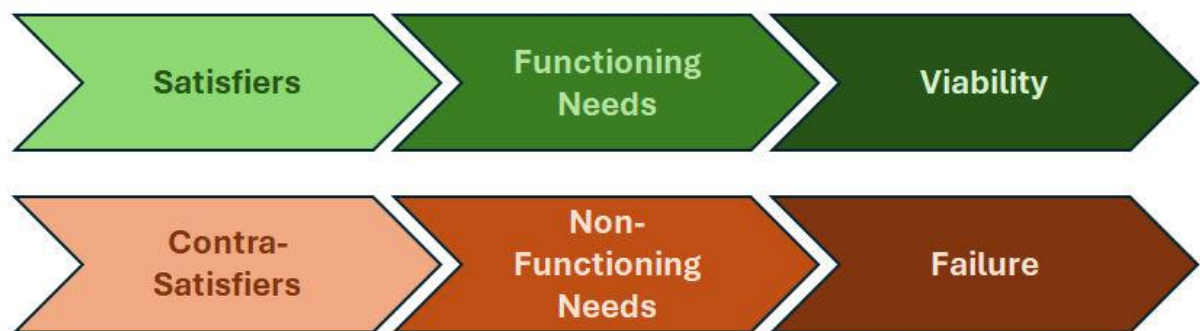 Satisfiers
Functioning
Needs
Viability
Contra-
Satisfiers
Non-
Functioning
Needs
Failure